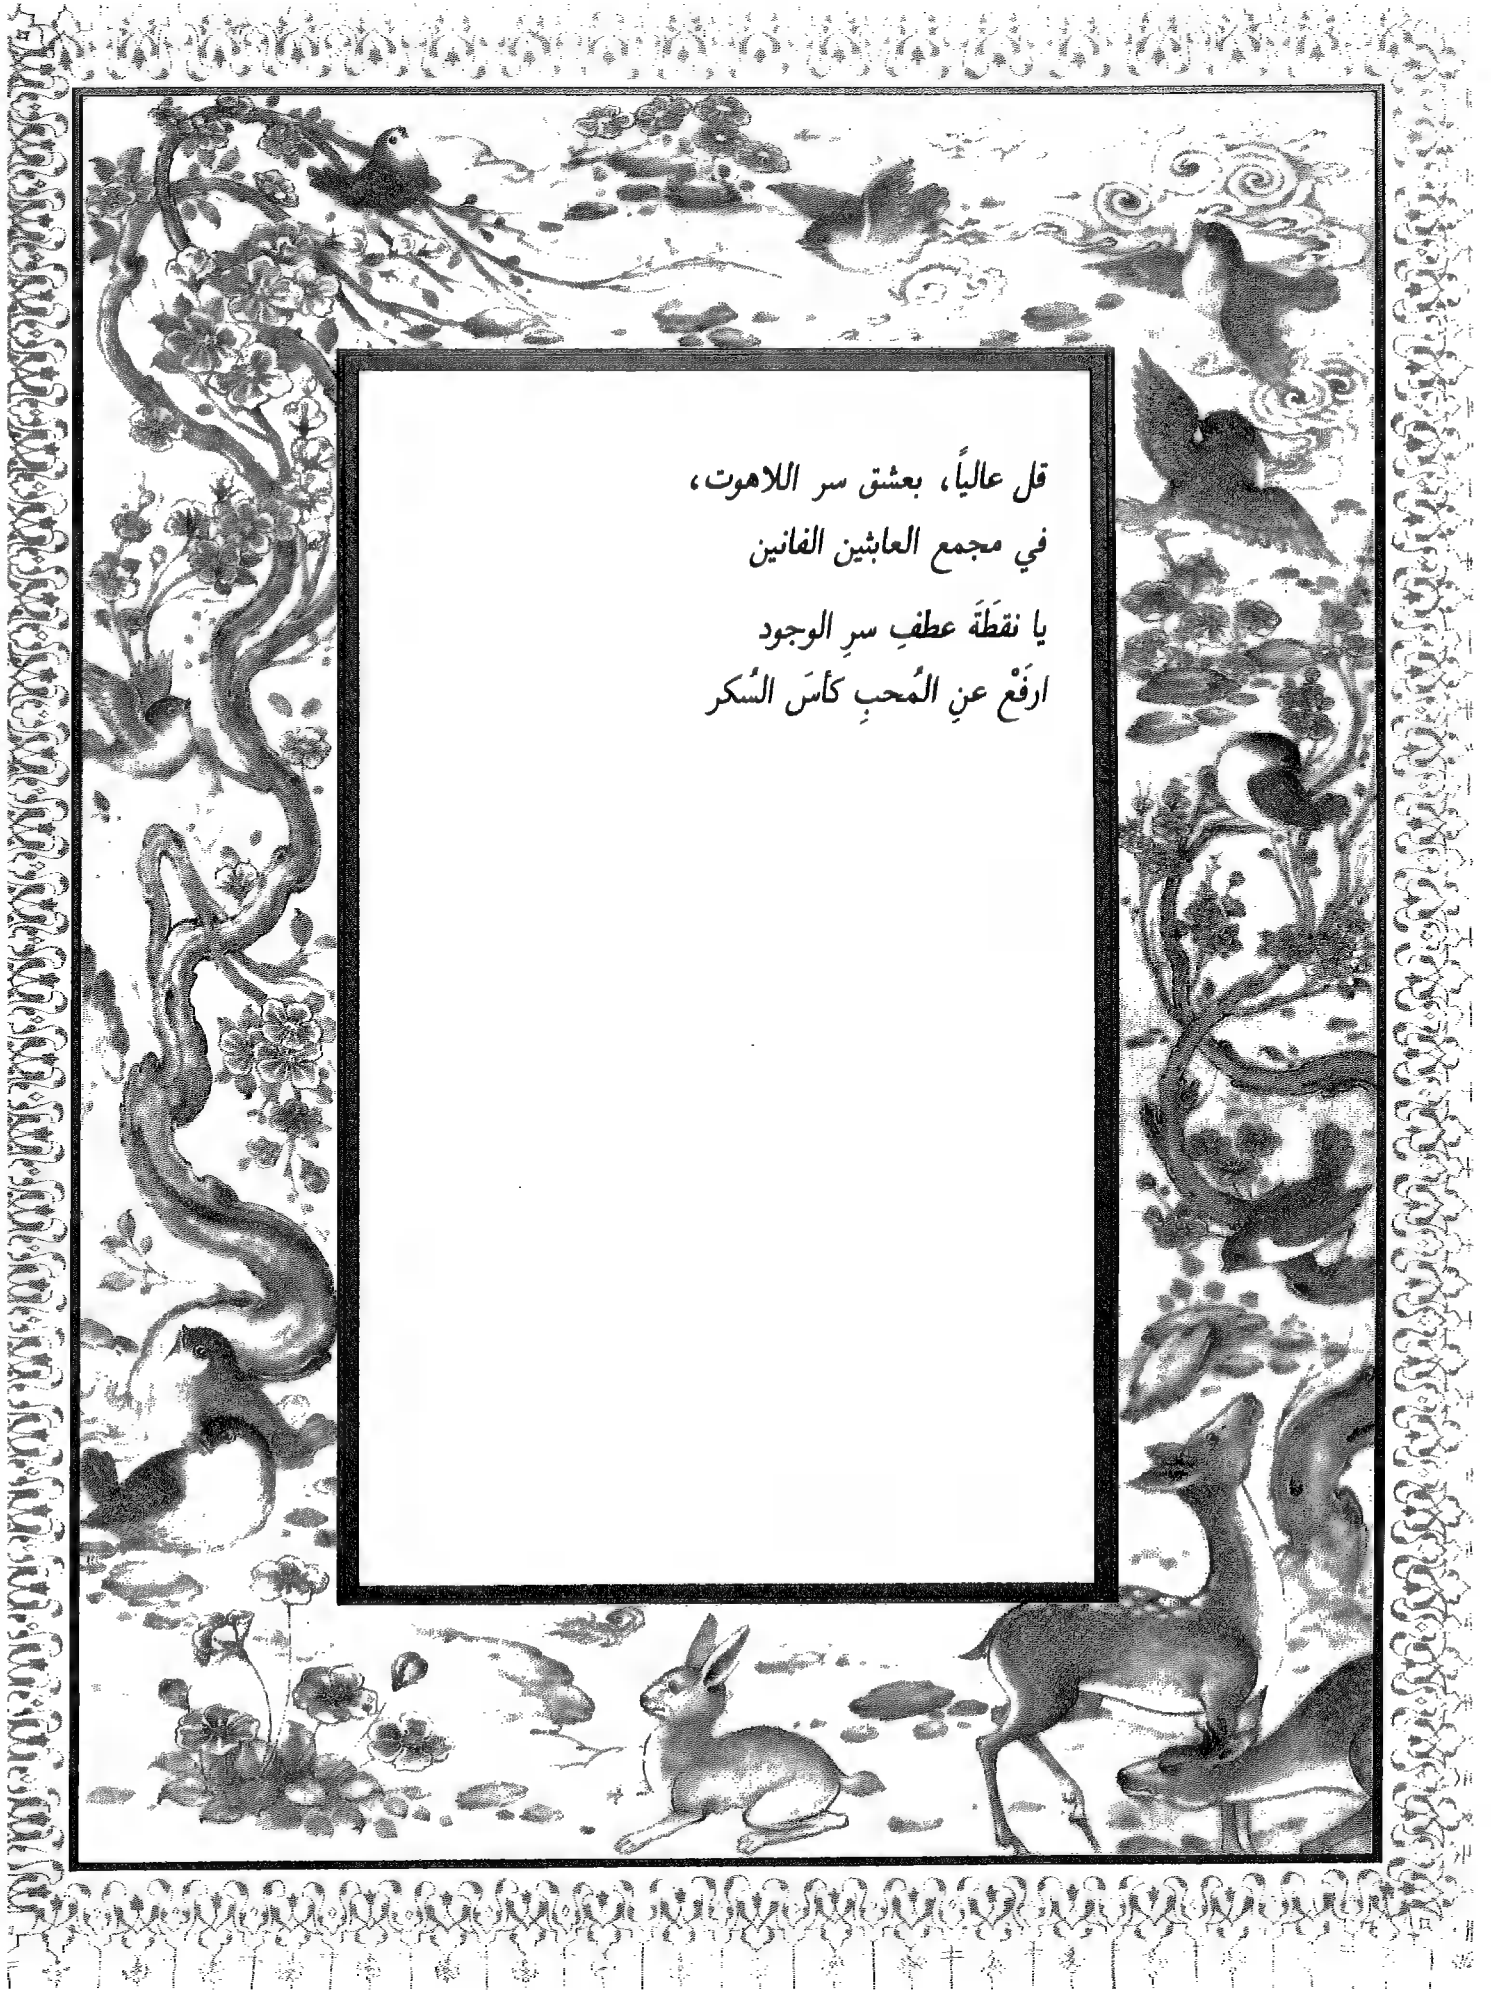 قل عالياً، بعشق سر اللاهوت،
في مجمع العابثين الفانين
يا نقطَةَ عطفِ سرِ الوجود
ارفَعْ عنِ المُحبِ كأسَ السُكر